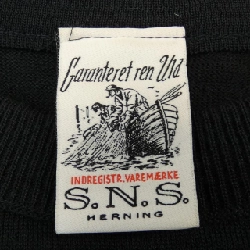 Garanteret ren Uld
INDREGISTR. VAREMÆRKE
S.N.S.
HERNING